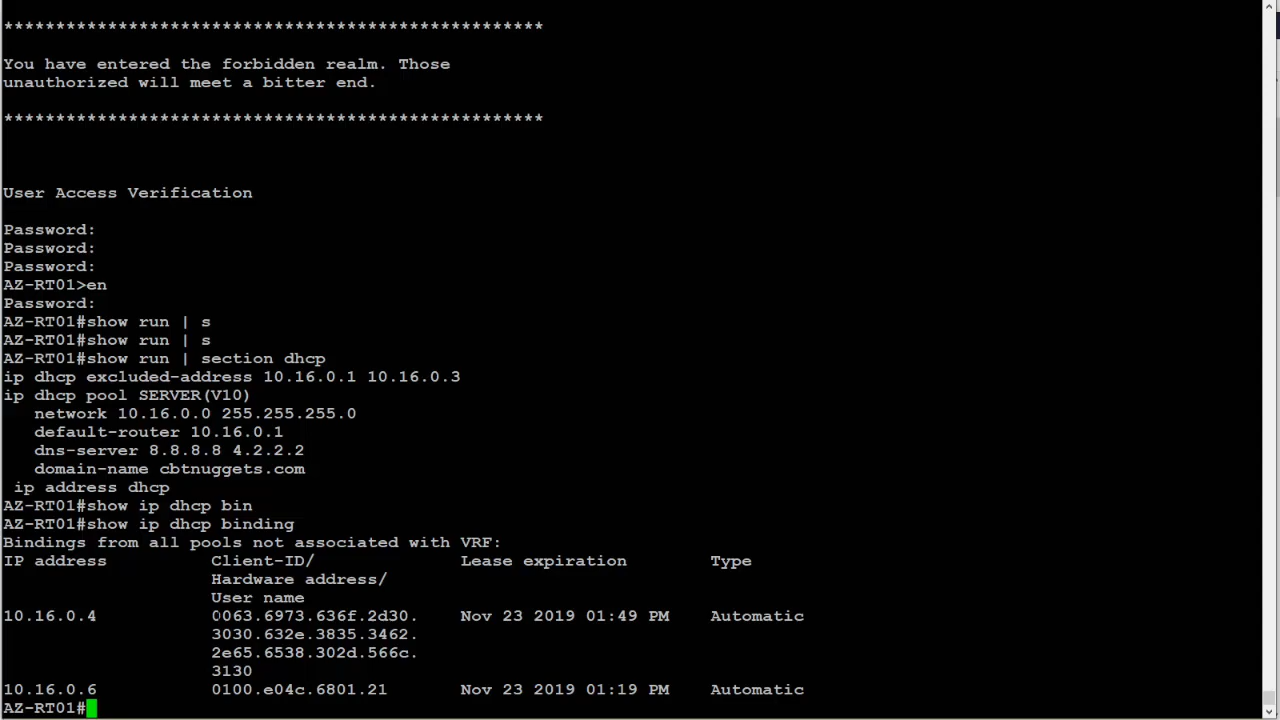 ****************************************************
You have entered the forbidden realm. Those
unauthorized will meet a bitter end.
****************************************************
User Access Verification
Password:
Password:
Password:
AZ-RT01>en
Password:
AZ-RT01#show run | s
AZ-RT01#show run | s
AZ-RT01#show run | section dhcp
ip dhcp excluded-address 10.16.0.1 10.16.0.3
ip dhcp pool SERVER(V10)
   network 10.16.0.0 255.255.255.0
   default-router 10.16.0.1
   dns-server 8.8.8.8 4.2.2.2
   domain-name cbtnuggets.com
 ip address dhcp
AZ-RT01#show ip dhcp bin
AZ-RT01#show ip dhcp binding
Bindings from all pools not associated with VRF:
IP address          Client-ID/              Lease expiration        Type
                    Hardware address/
                    User name
10.16.0.4           0063.6973.636f.2d30.    Nov 23 2019 01:49 PM    Automatic
                    3030.632e.3835.3462.
                    2e65.6538.302d.566c.
                    3130
10.16.0.6           0100.e04c.6801.21       Nov 23 2019 01:19 PM    Automatic
AZ-RT01#